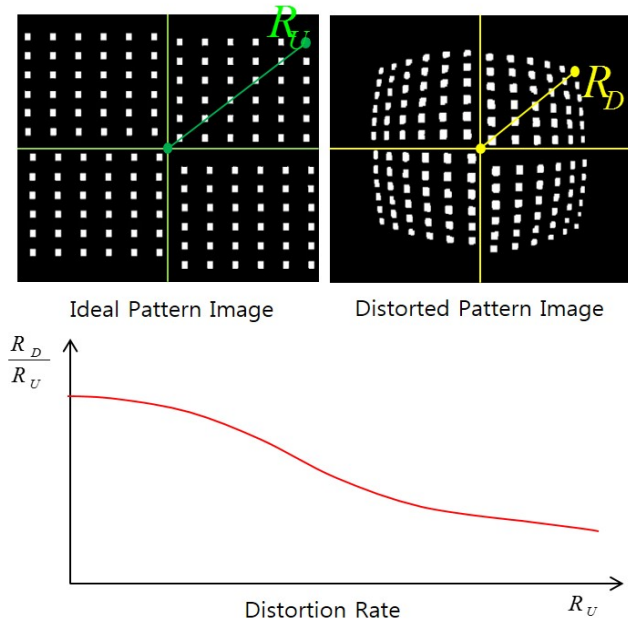 R_U
R_D
Ideal Pattern Image
Distorted Pattern Image
R_D
R_U
Distortion Rate
R_U